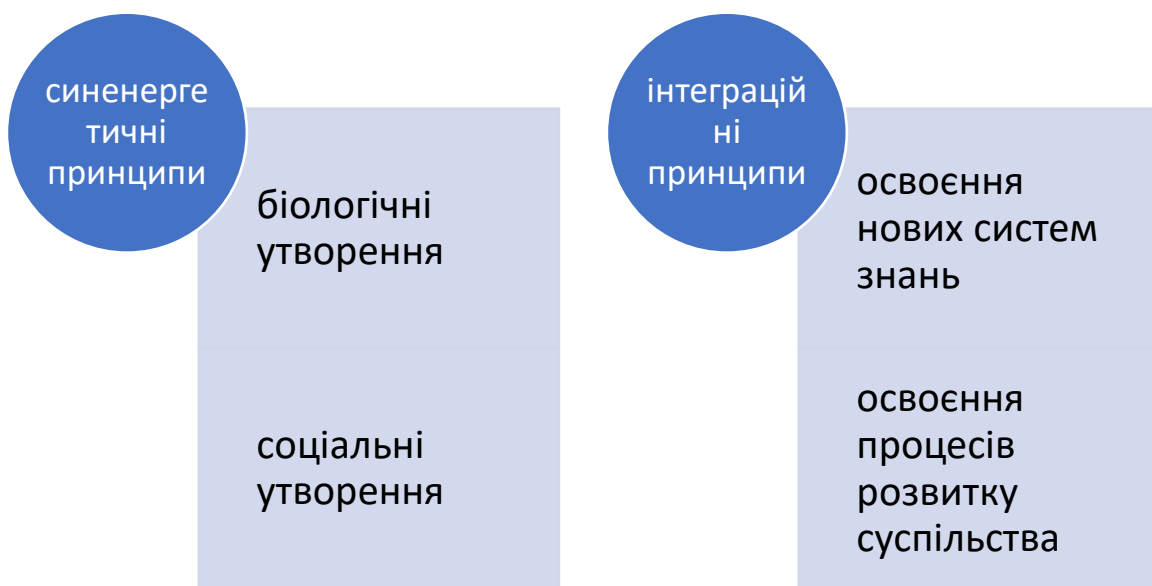 синенерге
тичні
принципи
біологічні
утворення
соціальні
утворення
інтеграцій
ні
принципи
освоєння
нових систем
знань
освоєння
процесів
розвитку
суспільства